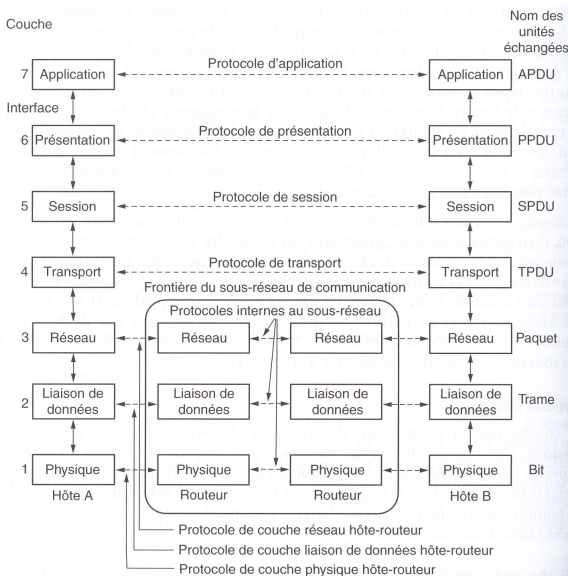 Couche
Nom des
unités
échangées
7 Application Protocole d'application Application APDU
Interface
6 Présentation Protocole de présentation Présentation PPDU
5 Session Protocole de session Session SPDU
4 Transport Protocole de transport Transport TPDU
Frontière du sous-réseau de communication
Protocoles internes au sous-réseau
3 Réseau Réseau Réseau Réseau Paquet
2 Liaison de données Liaison de données Liaison de données Liaison de données Trame
1 Physique Physique Physique Physique Bit
Hôte A Routeur Routeur Hôte B
Protocole de couche réseau hôte-routeur
Protocole de couche liaison de données hôte-routeur
Protocole de couche physique hôte-routeur